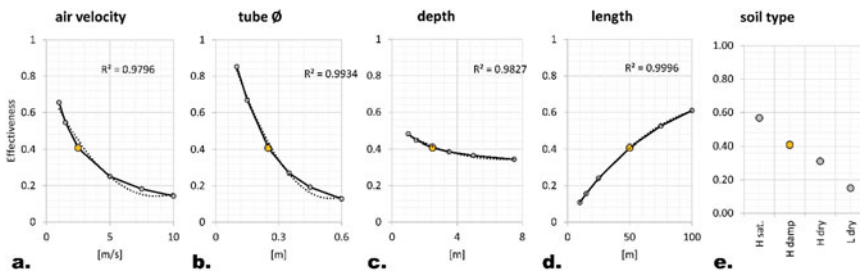 air velocity
tube Ø
depth
length
soil type
Effectiveness
1
0.8
0.6
0.4
0.2
0
R² = 0.9796
0
5
10
[m/s]
a.
1
0.8
0.6
0.4
0.2
0
R² = 0.9934
0
0.3
0.6
[m]
b.
1
0.8
0.6
0.4
0.2
0
R² = 0.9827
0
4
8
[m]
c.
1
0.8
0.6
0.4
0.2
0
R² = 0.9996
0
50
100
[m]
d.
1.00
0.80
0.60
0.40
0.20
0.00
H sat.
H damp
H dry
L dry
e.